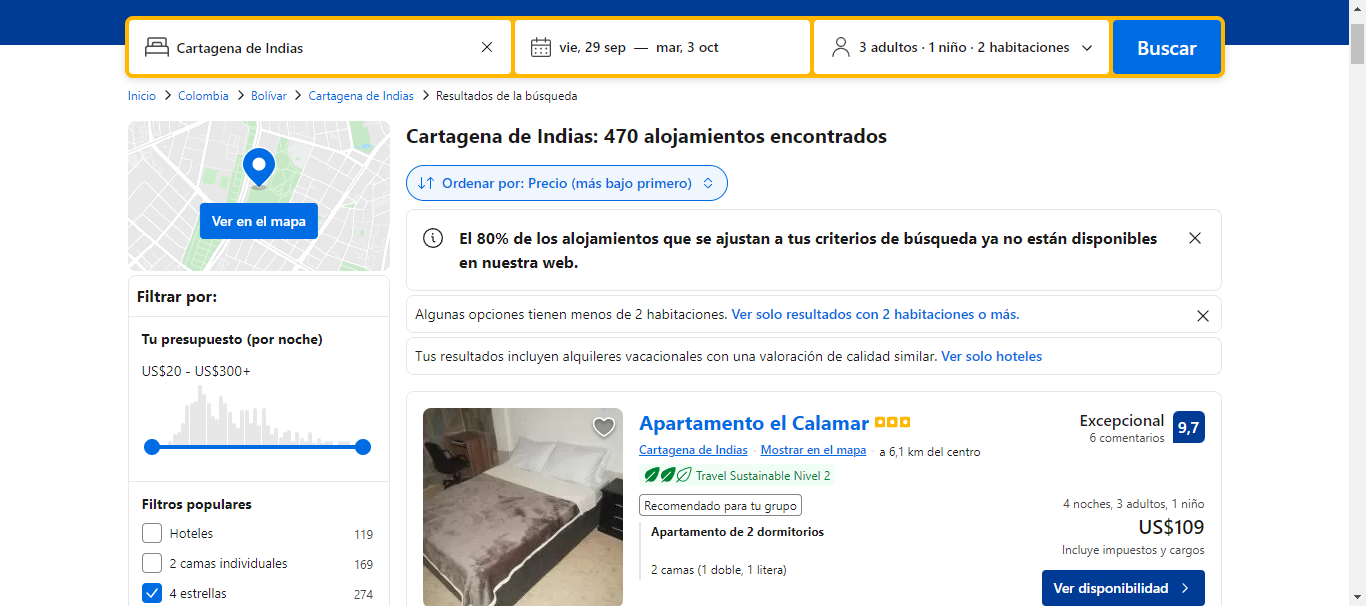 Cartagena de Indias
vie, 29 sep — mar, 3 oct
3 adultos · 1 niño · 2 habitaciones
Buscar
Inicio > Colombia > Bolívar > Cartagena de Indias > Resultados de la búsqueda
Ver en el mapa
Filtrar por:
Tu presupuesto (por noche)
US$20 - US$300+
Filtros populares
Hoteles 119
2 camas individuales 169
4 estrellas 274
Cartagena de Indias: 470 alojamientos encontrados
Ordenar por: Precio (más bajo primero)
El 80% de los alojamientos que se ajustan a tus criterios de búsqueda ya no están disponibles
en nuestra web.
Algunas opciones tienen menos de 2 habitaciones. Ver solo resultados con 2 habitaciones o más.
Tus resultados incluyen alquileres vacacionales con una valoración de calidad similar. Ver solo hoteles
Apartamento el Calamar
Cartagena de Indias · Mostrar en el mapa · a 6,1 km del centro
Travel Sustainable Nivel 2
Recomendado para tu grupo
Apartamento de 2 dormitorios
2 camas (1 doble, 1 litera)
Excepcional
6 comentarios
9,7
4 noches, 3 adultos, 1 niño
US$109
Incluye impuestos y cargos
Ver disponibilidad